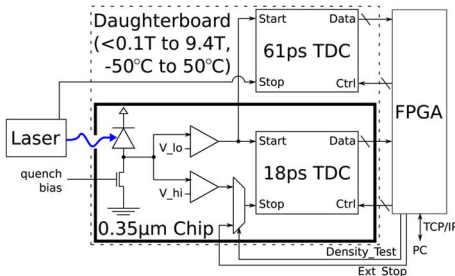 Daughterboard
(<0.1T to 9.4T,
-50°C to 50°C)
Start
Data
61ps TDC
Stop
Ctrl
FPGA
Laser
V_lo
Start
Data
18ps TDC
quench
bias
V_hi
Stop
Ctrl
0.35µm Chip
TCP/IP
Density_Test
PC
Ext_Stop